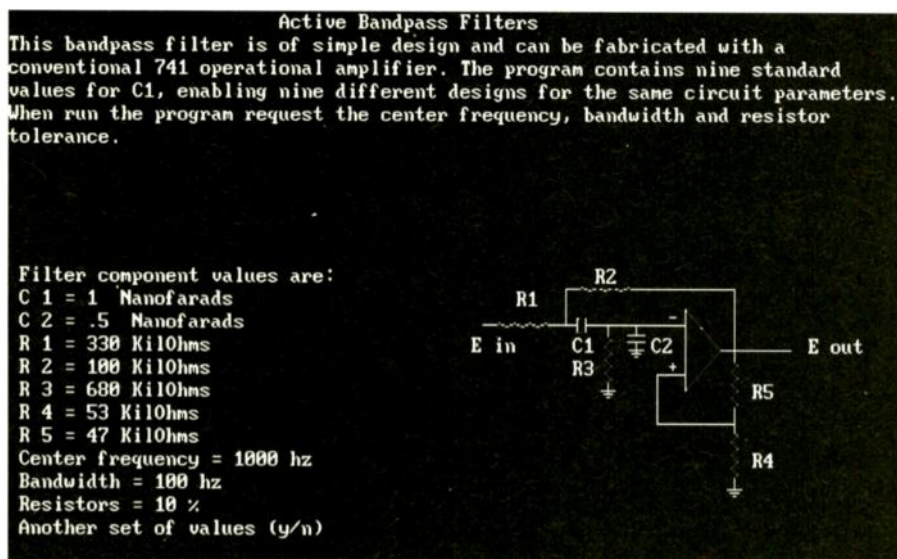 Active Bandpass Filters
This bandpass filter is of simple design and can be fabricated with a
conventional 741 operational amplifier. The program contains nine standard
values for C1, enabling nine different designs for the same circuit parameters.
When run the program request the center frequency, bandwidth and resistor
tolerance.
Filter component values are:
C 1 = 1 Nanofarads
C 2 = .5 Nanofarads
R 1 = 330 KilOhms
R 2 = 100 KilOhms
R 3 = 680 KilOhms
R 4 = 53 KilOhms
R 5 = 47 KilOhms
Center frequency = 1000 hz
Bandwidth = 100 hz
Resistors = 10 %
Another set of values (y/n)
R2
R1
-
E in
C1
C2
E out
R3
+
R5
R4